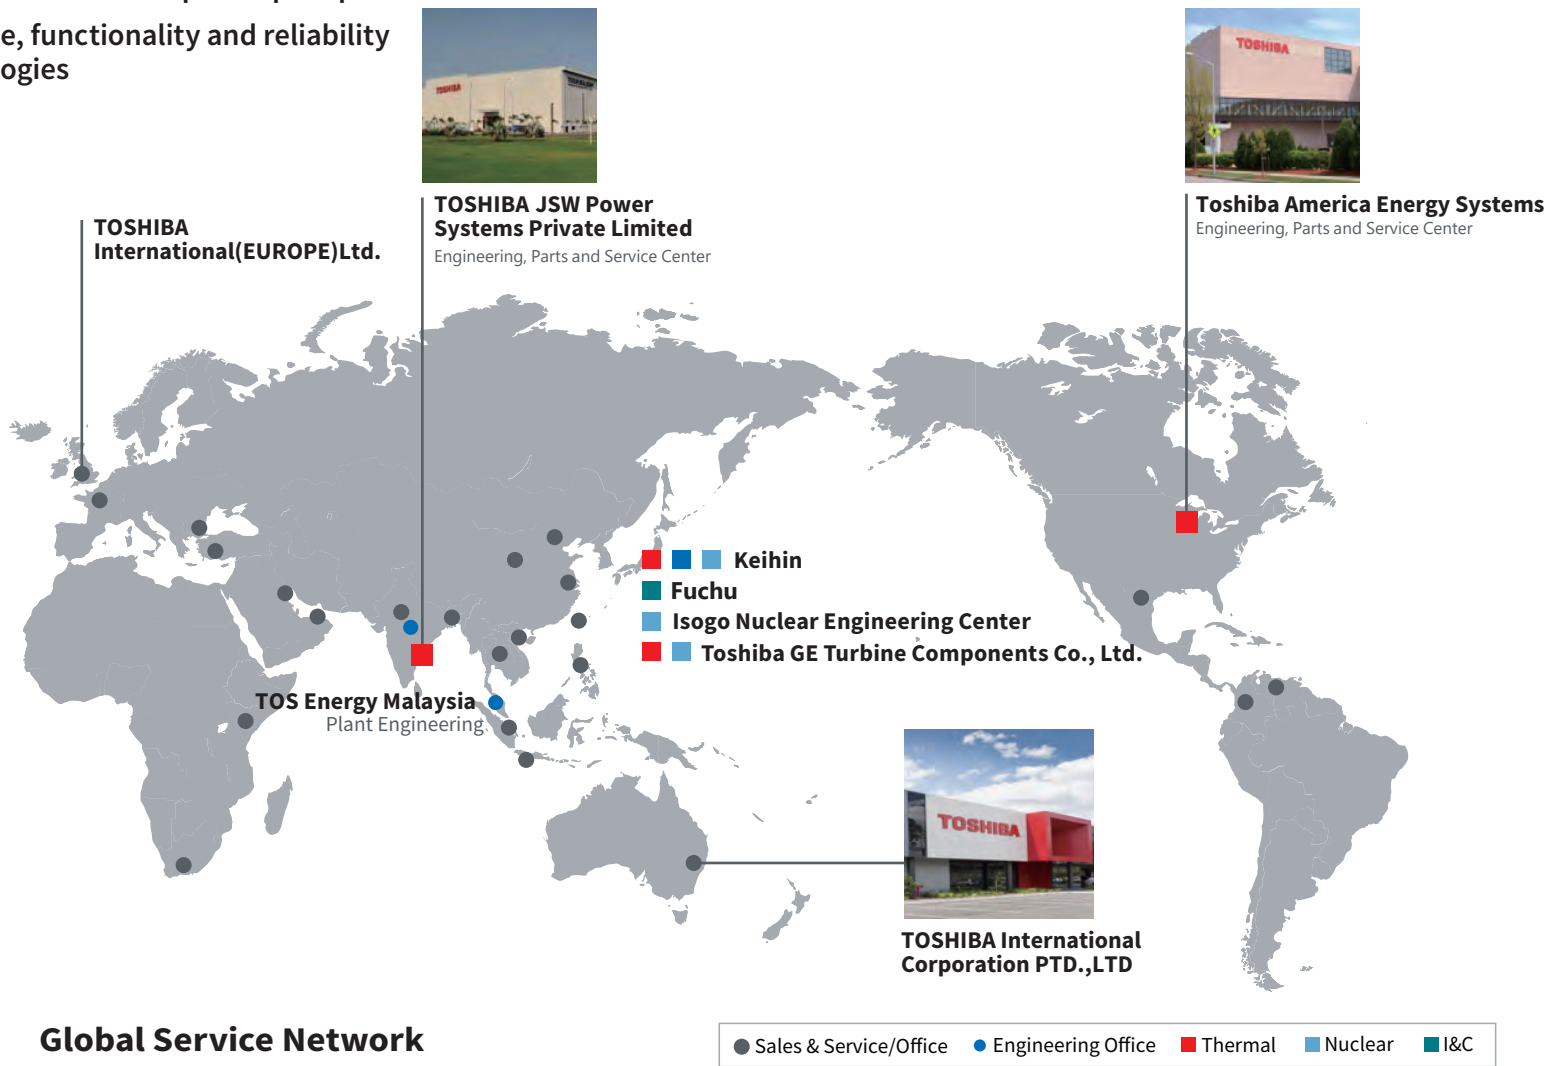 e, functionality and reliability
ogies
TOSHIBA
TOSHIBA
TOSHIBA JSW Power
Systems Private Limited
Engineering, Parts and Service Center
Toshiba America Energy Systems
Engineering, Parts and Service Center
TOSHIBA
International(EUROPE)Ltd.
Keihin
Fuchu
Isogo Nuclear Engineering Center
Toshiba GE Turbine Components Co., Ltd.
TOS Energy Malaysia
Plant Engineering
TOSHIBA
TOSHIBA International
Corporation PTD.,LTD
Global Service Network
Sales & Service/Office Engineering Office Thermal Nuclear I&C